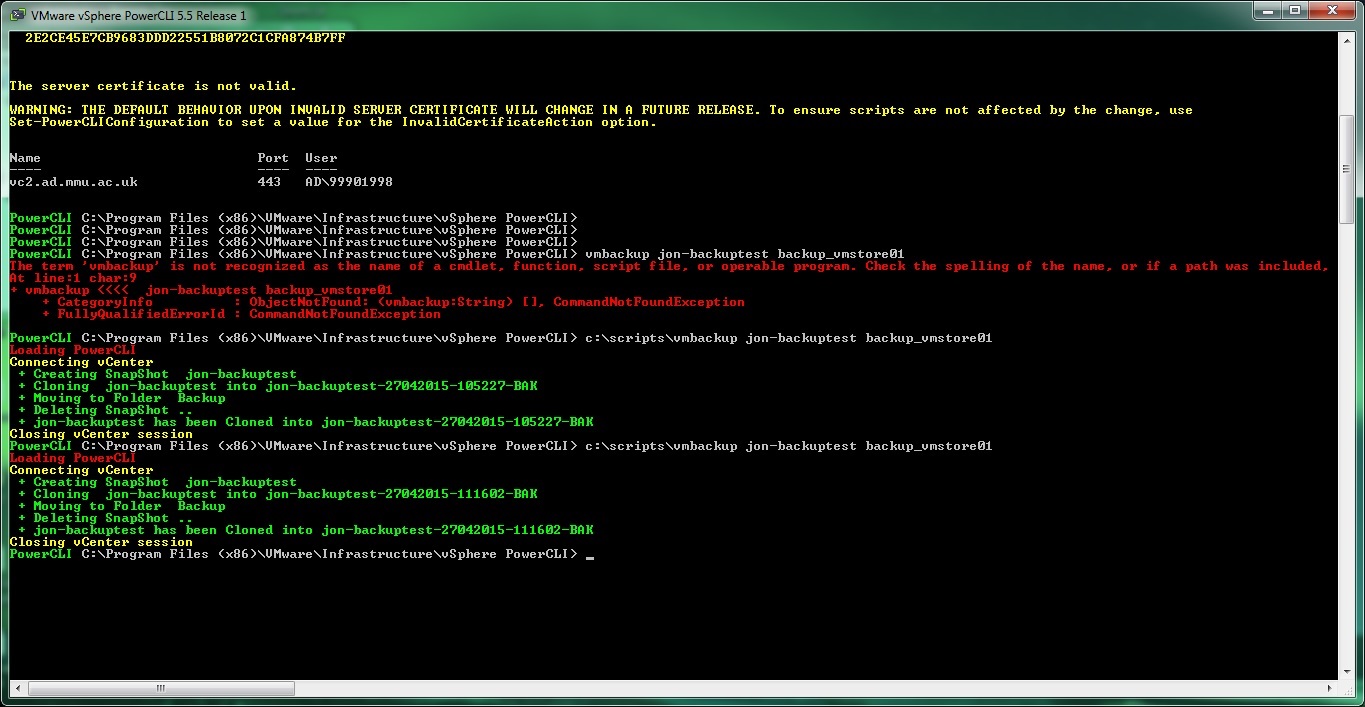 VMware vSphere PowerCLI 5.5 Release 1
2E2CE45E7CB9683DDD22551B8072C1CFA874B7FF
The server certificate is not valid.
WARNING: THE DEFAULT BEHAVIOR UPON INVALID SERVER CERTIFICATE WILL CHANGE IN A FUTURE RELEASE. To ensure scripts are not affected by the change, use
Set-PowerCLIConfiguration to set a value for the InvalidCertificateAction option.
Name Port User
---- ---- ----
vc2.ad.mmu.ac.uk 443 AD\99901998
PowerCLI C:\Program Files (x86)\VMware\Infrastructure\vSphere PowerCLI>
PowerCLI C:\Program Files (x86)\VMware\Infrastructure\vSphere PowerCLI>
PowerCLI C:\Program Files (x86)\VMware\Infrastructure\vSphere PowerCLI>
PowerCLI C:\Program Files (x86)\VMware\Infrastructure\vSphere PowerCLI> vmbackup jon-backuptest backup_vmstore01
The term 'vmbackup' is not recognized as the name of a cmdlet, function, script file, or operable program. Check the spelling of the name, or if a path was included,
At line:1 char:9
+ vmbackup <<<<  jon-backuptest backup_vmstore01
+ CategoryInfo : ObjectNotFound: (vmbackup:String) [], CommandNotFoundException
+ FullyQualifiedErrorId : CommandNotFoundException
PowerCLI C:\Program Files (x86)\VMware\Infrastructure\vSphere PowerCLI> c:\scripts\vmbackup jon-backuptest backup_vmstore01
Loading PowerCLI
Connecting vCenter
+ Creating SnapShot  jon-backuptest
+ Cloning  jon-backuptest into jon-backuptest-27042015-105227-BAK
+ Moving to Folder  Backup
+ Deleting SnapShot ..
+ jon-backuptest has been Cloned into jon-backuptest-27042015-105227-BAK
Closing vCenter session
PowerCLI C:\Program Files (x86)\VMware\Infrastructure\vSphere PowerCLI> c:\scripts\vmbackup jon-backuptest backup_vmstore01
Loading PowerCLI
Connecting vCenter
+ Creating SnapShot  jon-backuptest
+ Cloning  jon-backuptest into jon-backuptest-27042015-111602-BAK
+ Moving to Folder  Backup
+ Deleting SnapShot ..
+ jon-backuptest has been Cloned into jon-backuptest-27042015-111602-BAK
Closing vCenter session
PowerCLI C:\Program Files (x86)\VMware\Infrastructure\vSphere PowerCLI> _